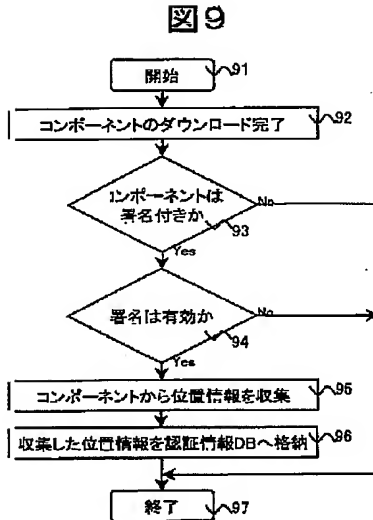 図9
開始 91
コンポーネントのダウンロード完了 92
コンポーネントは No
署名付きか
93
Yes
署名は有効か No
94
Yes
コンポーネントから位置情報を収集 95
収集した位置情報を認証情報DBへ格納 96
終了 97